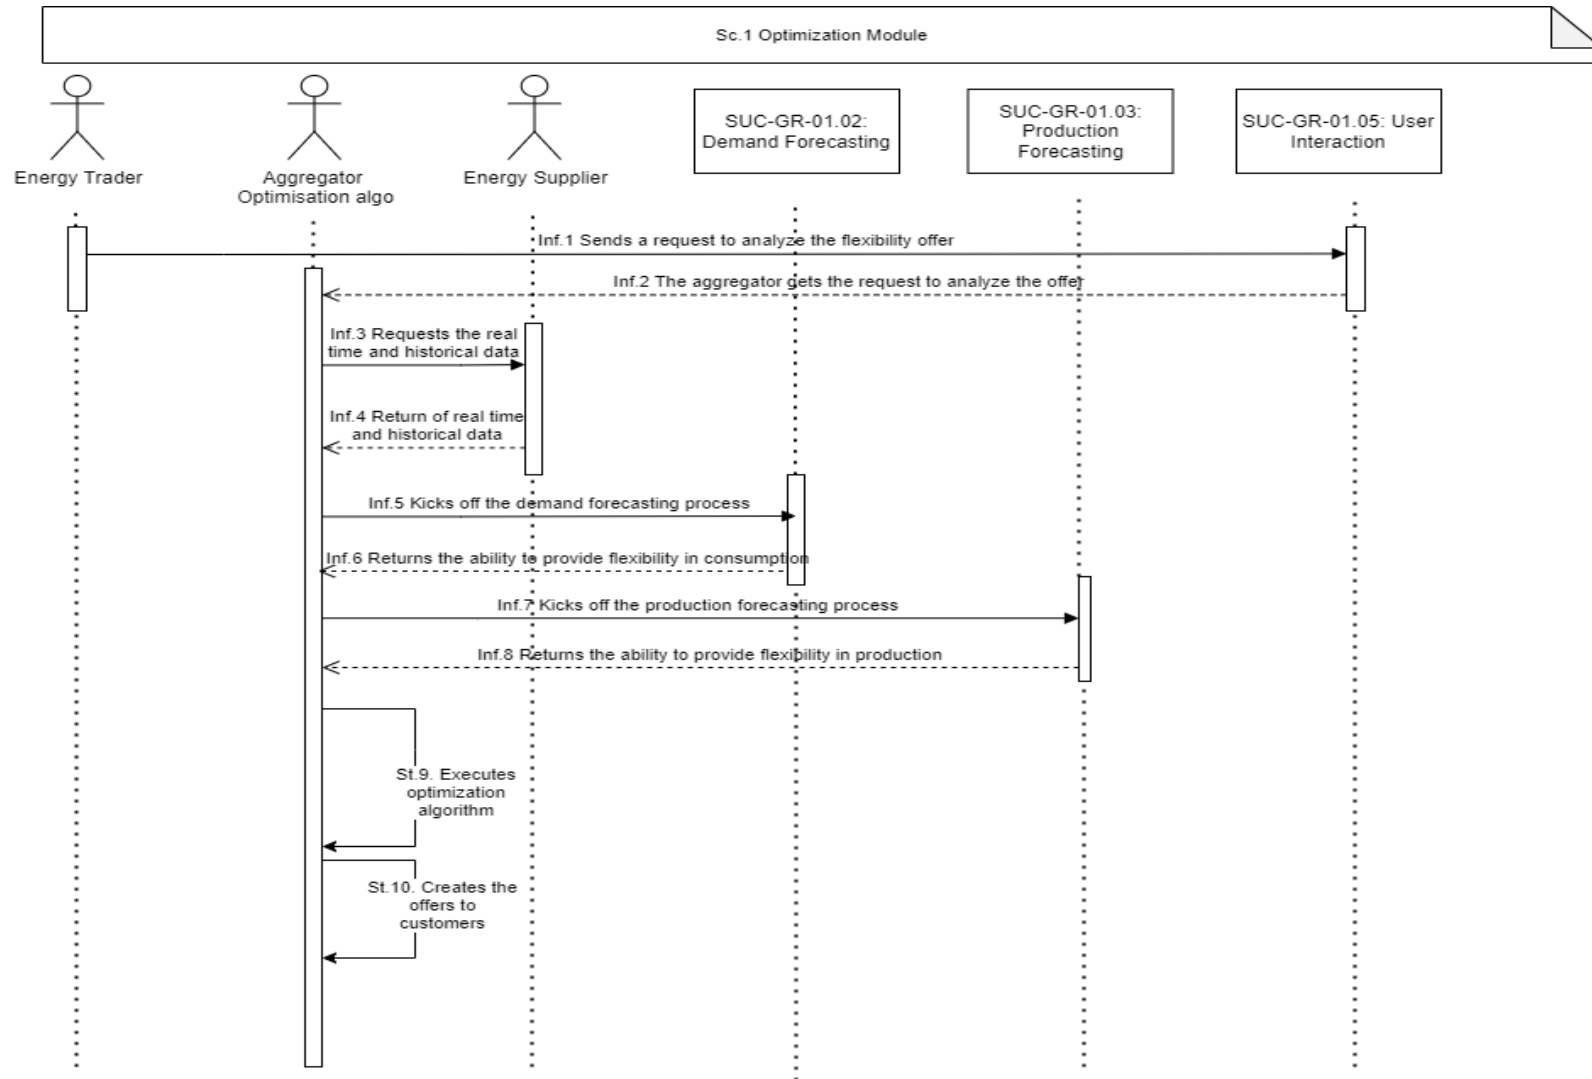 Sc.1 Optimization Module
Energy Trader
Aggregator
Optimisation algo
Energy Supplier
SUC-GR-01.02:
Demand Forecasting
SUC-GR-01.03:
Production
Forecasting
SUC-GR-01.05: User
Interaction
Inf.1 Sends a request to analyze the flexibility offer
Inf.2 The aggregator gets the request to analyze the offer
Inf.3 Requests the real
time and historical data
Inf.4 Return of real time
and historical data
Inf.5 Kicks off the demand forecasting process
Inf.6 Returns the ability to provide flexibility in consumption
Inf.7 Kicks off the production forecasting process
Inf.8 Returns the ability to provide flexibility in production
St.9. Executes
optimization
algorithm
St.10. Creates the
offers to
customers